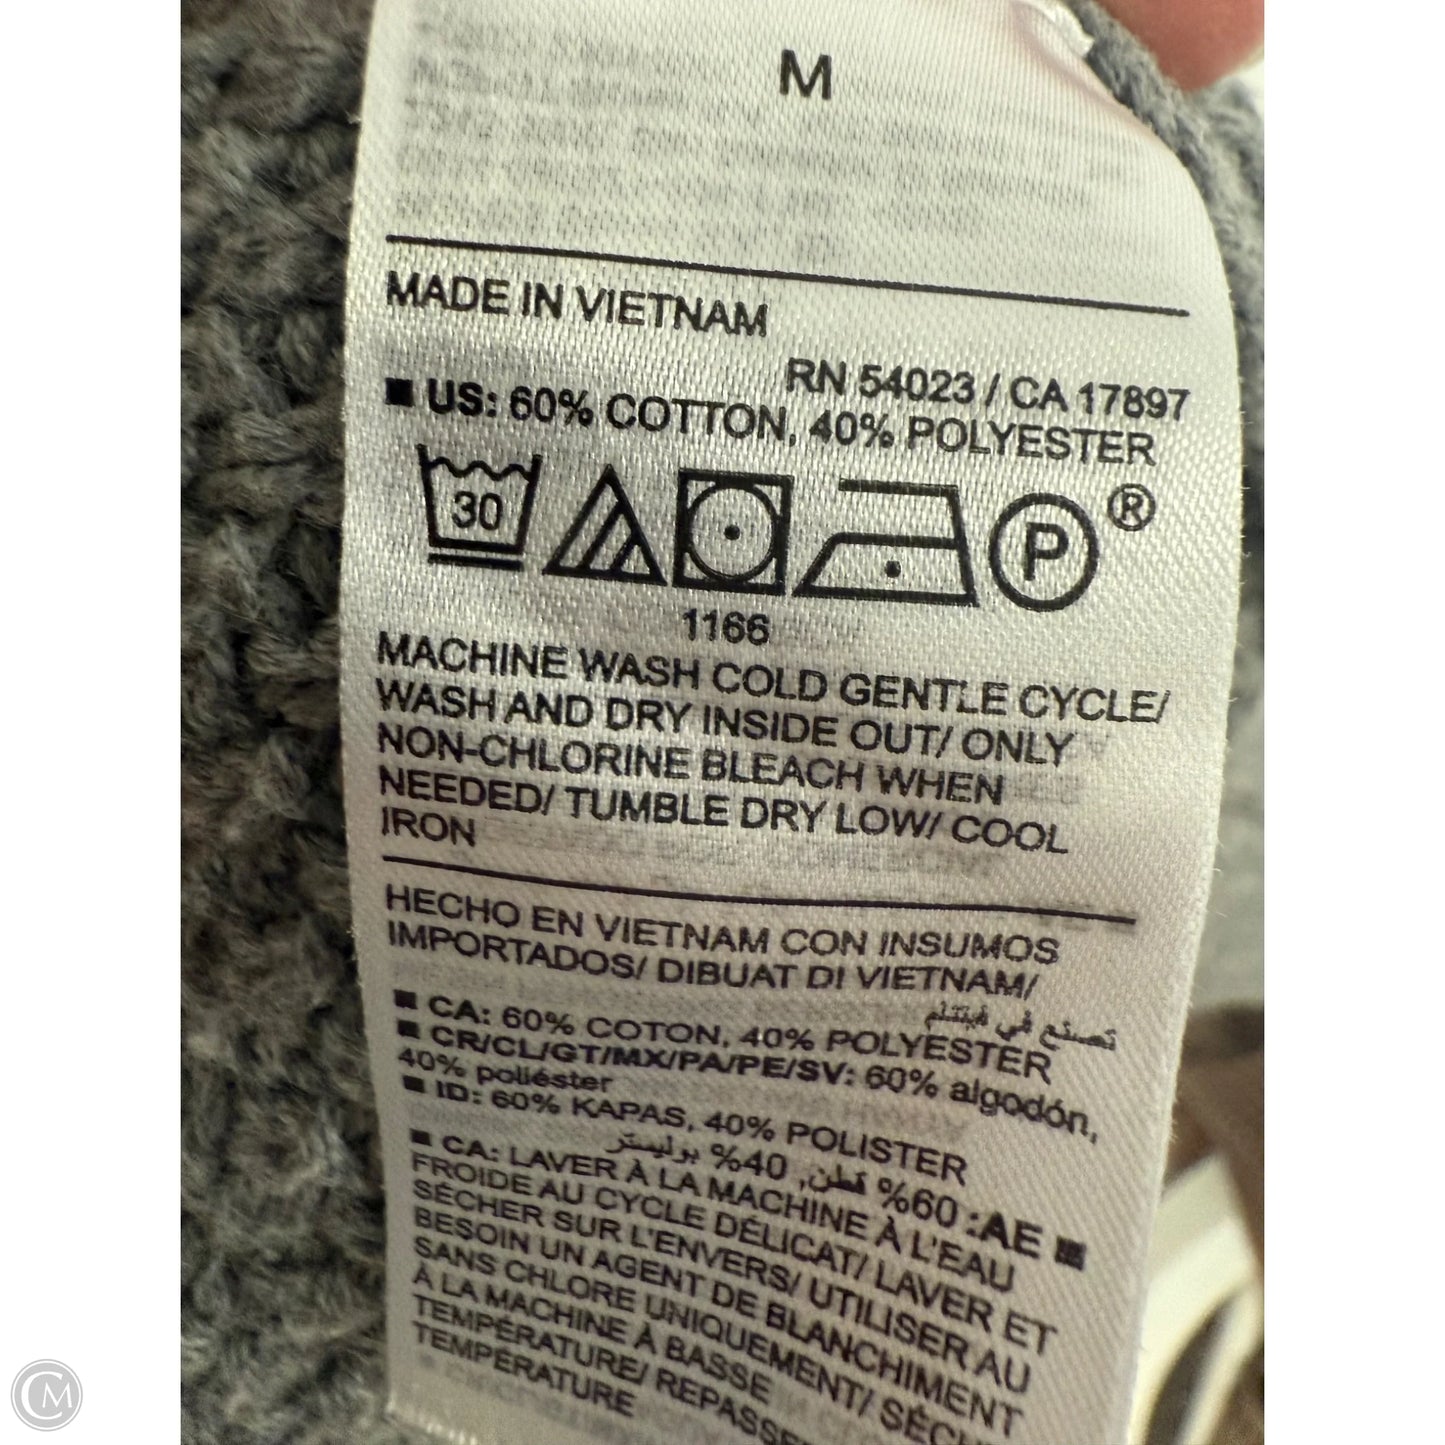 M
MADE IN VIETNAM
RN 54023 / CA 17897
■ US: 60% COTTON, 40% POLYESTER
30
P
®
1166
MACHINE WASH COLD GENTLE CYCLE/
WASH AND DRY INSIDE OUT/ ONLY
NON-CHLORINE BLEACH WHEN
NEEDED/ TUMBLE DRY LOW/ COOL
IRON
HECHO EN VIETNAM CON INSUMOS
IMPORTADOS/ DIBUAT DI VIETNAM/
تصنع في فيتنام
■ CA: 60% COTON, 40% POLYESTER
■ CR/CL/GT/MX/PA/PE/SV: 60% algodón,
40% poliéster
■ ID: 60% KAPAS, 40% POLISTER
■ AE: 60% قطن, 40% بوليستر
■ CA: LAVER À LA MACHINE À L'EAU
FROIDE AU CYCLE DÉLICAT/ LAVER ET
SÉCHER SUR L'ENVERS/ UTILISER AU
BESOIN UN AGENT DE BLANCHIMENT
SANS CHLORE UNIQUEMENT/
À LA MACHINE À BASSE
TEMPÉRATURE/
TEMPÉRATURE
CM